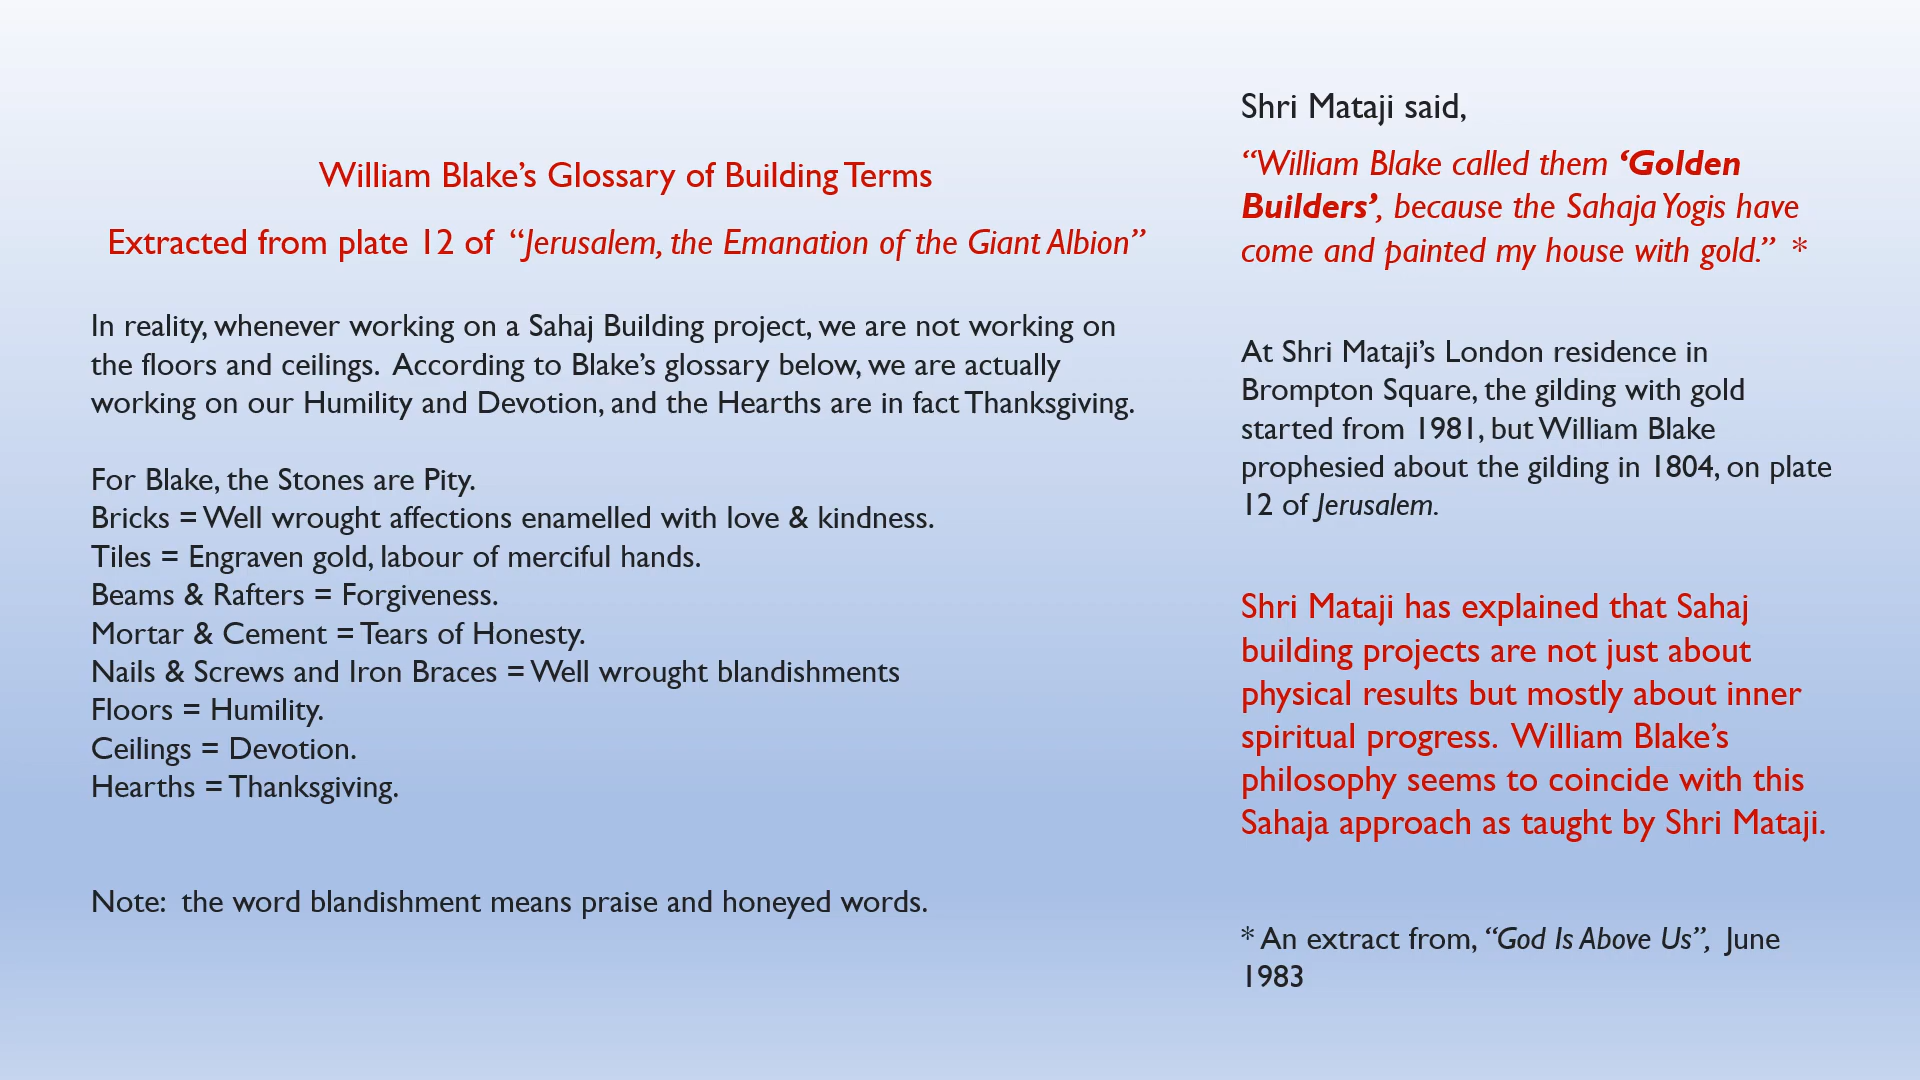 William Blake's Glossary of Building Terms
Extracted from plate 12 of "Jerusalem, the Emanation of the Giant Albion"
In reality, whenever working on a Sahaj Building project, we are not working on
the floors and ceilings. According to Blake's glossary below, we are actually
working on our Humility and Devotion, and the Hearths are in fact Thanksgiving.
For Blake, the Stones are Pity.
Bricks = Well wrought affections enamelled with love & kindness.
Tiles = Engraven gold, labour of merciful hands.
Beams & Rafters = Forgiveness.
Mortar & Cement = Tears of Honesty.
Nails & Screws and Iron Braces = Well wrought blandishments
Floors = Humility.
Ceilings = Devotion.
Hearths = Thanksgiving.
Note: the word blandishment means praise and honeyed words.
Shri Mataji said,
"William Blake called them 'Golden
Builders', because the Sahaja Yogis have
come and painted my house with gold." *
At Shri Mataji's London residence in
Brompton Square, the gilding with gold
started from 1981, but William Blake
prophesied about the gilding in 1804, on plate
12 of Jerusalem.
Shri Mataji has explained that Sahaj
building projects are not just about
physical results but mostly about inner
spiritual progress. William Blake's
philosophy seems to coincide with this
Sahaja approach as taught by Shri Mataji.
* An extract from, "God Is Above Us", June
1983